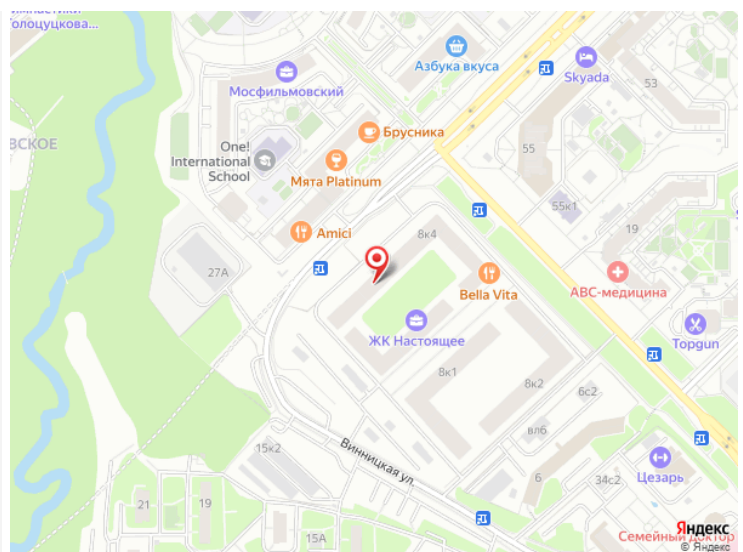 Голоцуцкова...
Азбука вкуса
Skyada
53
Мосфильмовский
One!
International
School
Брусника
Мята Platinum
55
55к1
19
Amici
8к4
27А
ABC-медицина
Bella Vita
ЖК Настоящее
Topgun
8к1
8к2
6с2
вл6
15к2
Винницкая ул.
6
34с2
Цезарь
21
19
15А
Семейный доктор
Яндекс
© Яндекс